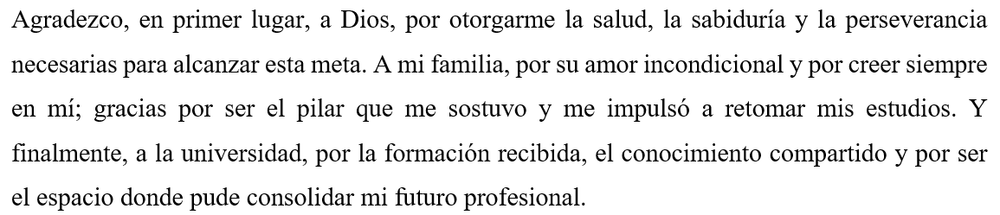 Agradezco, en primer lugar, a Dios, por otorgarme la salud, la sabiduría y la perseverancia
necesarias para alcanzar esta meta. A mi familia, por su amor incondicional y por creer siempre
en mí; gracias por ser el pilar que me sostuvo y me impulsó a retomar mis estudios. Y
finalmente, a la universidad, por la formación recibida, el conocimiento compartido y por ser
el espacio donde pude consolidar mi futuro profesional.